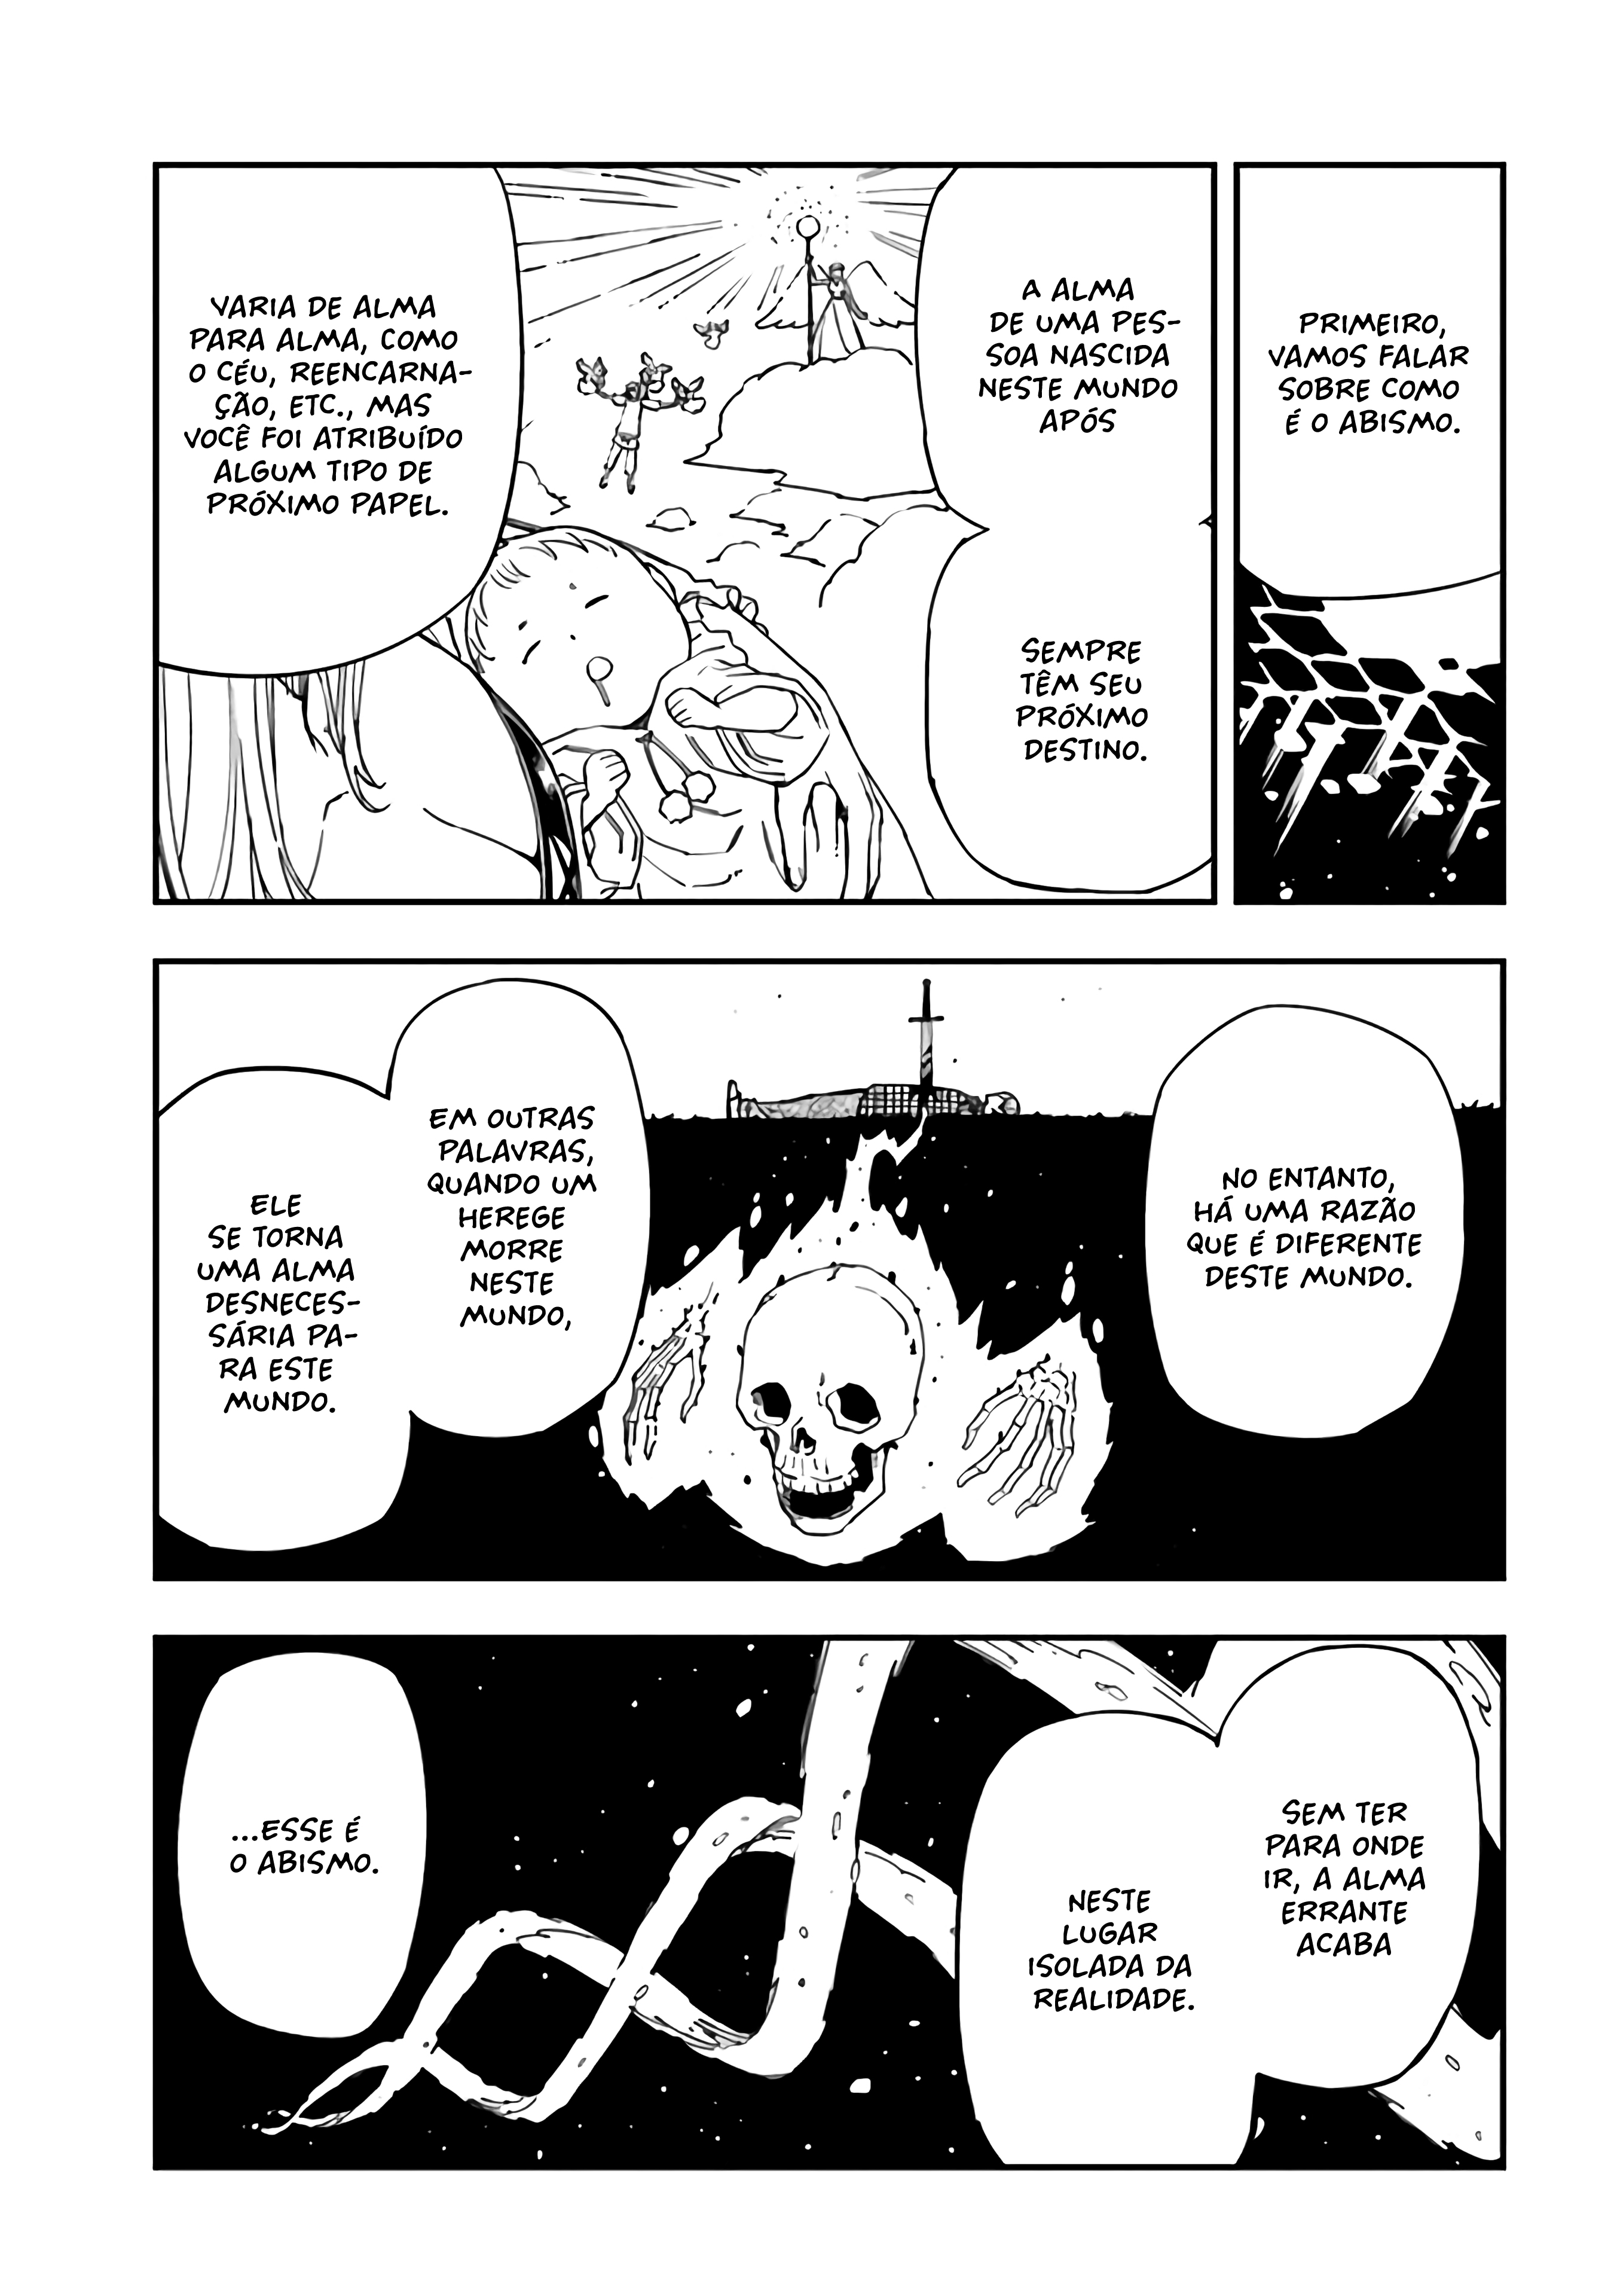 PRIMEIRO,
VAMOS FALAR
SOBRE COMO
É O ABISMO.
A ALMA
DE UMA PES-
SOA NASCIDA
NESTE MUNDO
APÓS
SEMPRE
TÊM SEU
PRÓXIMO
DESTINO.
VARIA DE ALMA
PARA ALMA, COMO
O CÉU, REENCARNA-
ÇÃO, ETC., MAS
VOCÊ FOI ATRIBUÍDO
ALGUM TIPO DE
PRÓXIMO PAPEL.
NO ENTANTO,
HÁ UMA RAZÃO
QUE É DIFERENTE
DESTE MUNDO.
EM OUTRAS
PALAVRAS,
QUANDO UM
HEREGE
MORRE
NESTE
MUNDO,
ELE
SE TORNA
UMA ALMA
DESNECES-
SÁRIA PA-
RA ESTE
MUNDO.
SEM TER
PARA ONDE
IR, A ALMA
ERRANTE
ACABA
NESTE
LUGAR
ISOLADA DA
REALIDADE.
...ESSE É
O ABISMO.